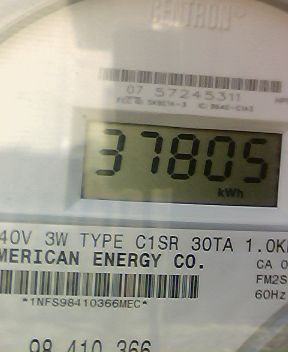 CENTRON®
07 57245311
37805
kWh
40V 3W TYPE C1SR 30TA 1.0K
MERICAN ENERGY CO.
CA 0
FM2S
*1NFS98410366MEC*
60Hz
98 410 366